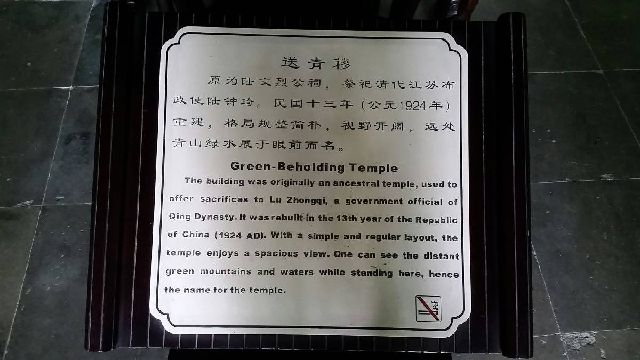 送青簃
原为陆文烈公祠，祭祀清代江苏布
政使陆钟琦。民国十三年（公元1924年）
重建，格局规整简朴，视野开阔，远处
青山绿水展于眼前而名。
Green-Beholding Temple
The building was originally an ancestral temple, used to
offer sacrifices to Lu Zhongqi, a government official of
Qing Dynasty. It was rebuilt in the 13th year of the Republic
of China (1924 AD). With a simple and regular layout, the
temple enjoys a spacious view. One can see the distant
green mountains and waters while standing here, hence
the name for the temple.